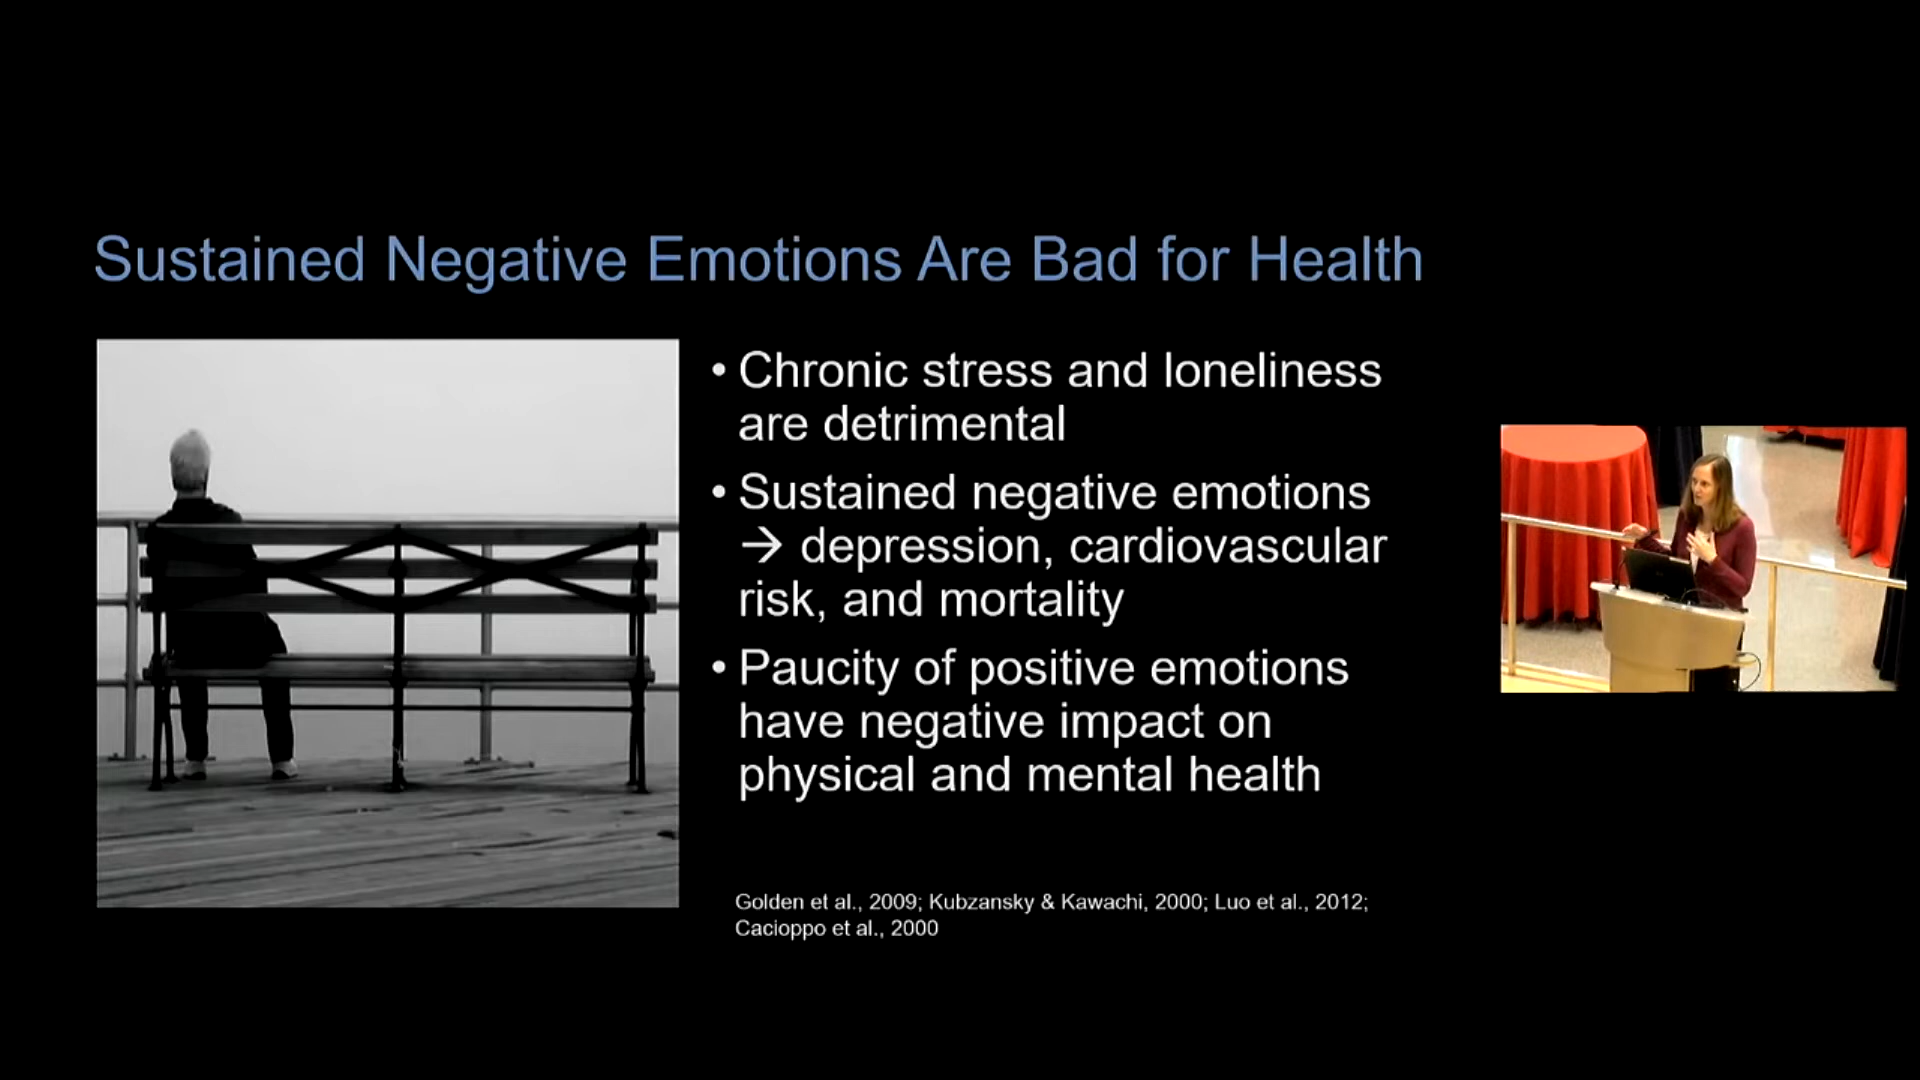 Sustained Negative Emotions Are Bad for Health
• Chronic stress and loneliness
are detrimental
• Sustained negative emotions
→ depression, cardiovascular
risk, and mortality
• Paucity of positive emotions
have negative impact on
physical and mental health
Golden et al., 2009; Kubzansky & Kawachi, 2000; Luo et al., 2012;
Cacioppo et al., 2000